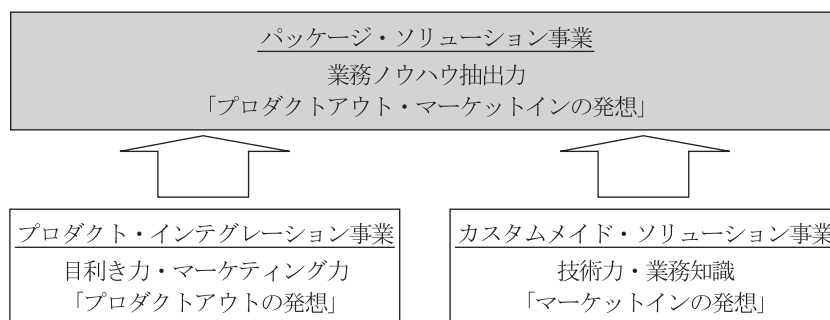 パッケージ・ソリューション事業
業務ノウハウ抽出力
「プロダクトアウト・マーケットインの発想」
プロダクト・インテグレーション事業
目利き力・マーケティング力
「プロダクトアウトの発想」
カスタムメイド・ソリューション事業
技術力・業務知識
「マーケットインの発想」